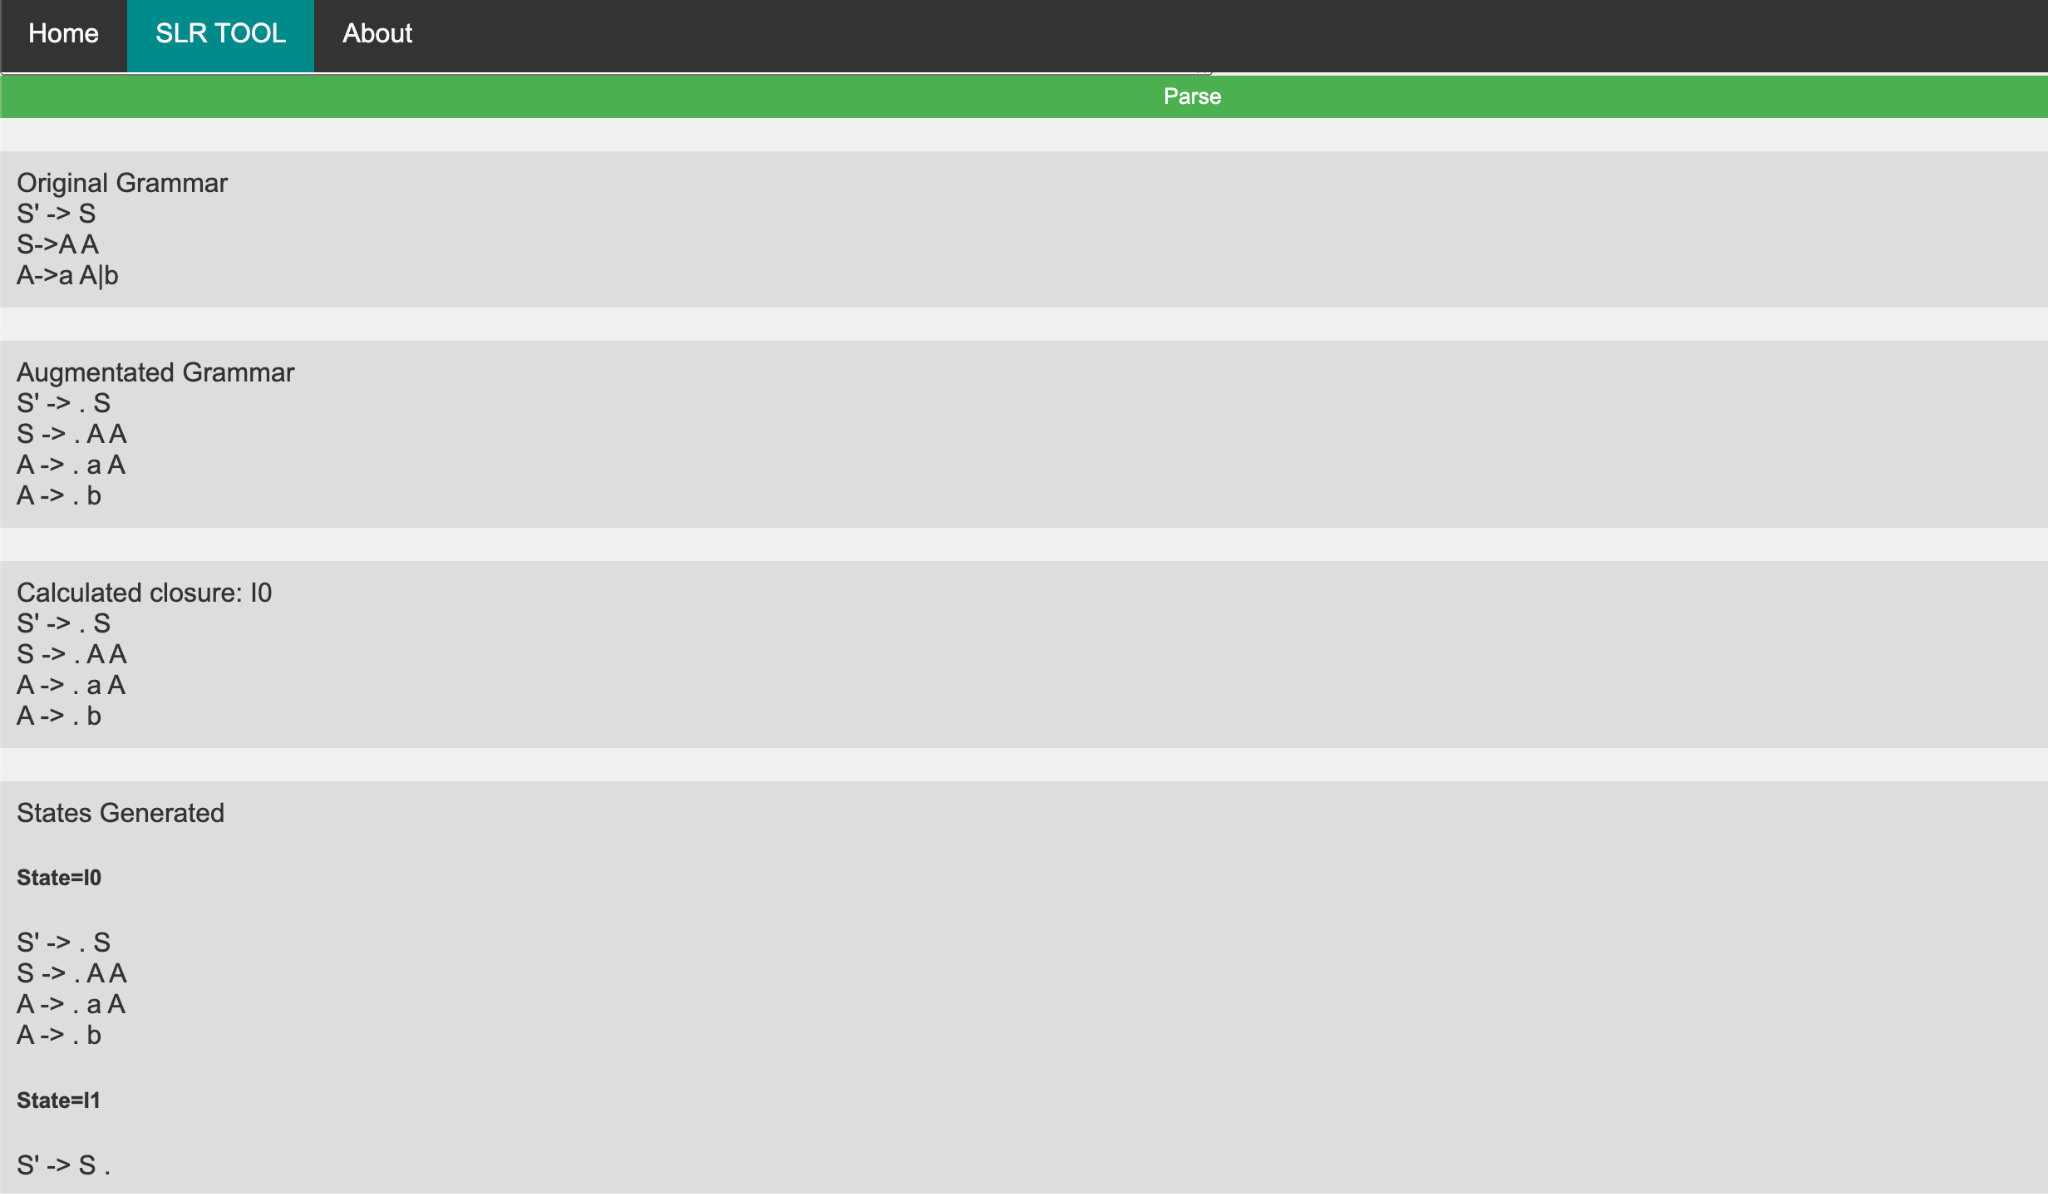 Home SLR TOOL About
Parse
Original Grammar
S' -> S
S->A A
A->a A|b
Augmentated Grammar
S' -> . S
S -> . A A
A -> . a A
A -> . b
Calculated closure: I0
S' -> . S
S -> . A A
A -> . a A
A -> . b
States Generated
State=I0
S' -> . S
S -> . A A
A -> . a A
A -> . b
State=I1
S' -> S .